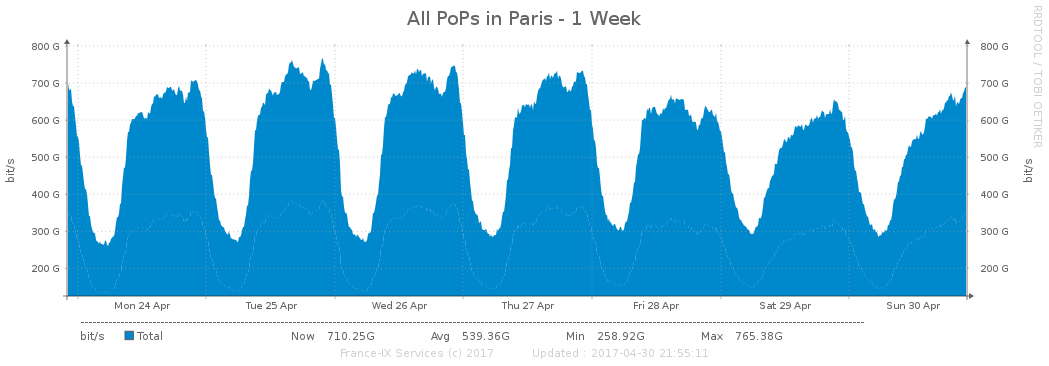 All PoPs in Paris - 1 Week
RRDTOOL / TOBI OETIKER
bit/s
bit/s
800 G 800 G
700 G 700 G
600 G 600 G
500 G 500 G
400 G 400 G
300 G 300 G
200 G 200 G
Mon 24 Apr Tue 25 Apr Wed 26 Apr Thu 27 Apr Fri 28 Apr Sat 29 Apr Sun 30 Apr
bit/s Total Now 710.25G Avg 539.36G Min 258.92G Max 765.38G
France-IX Services (c) 2017 Updated : 2017-04-30 21:55:11